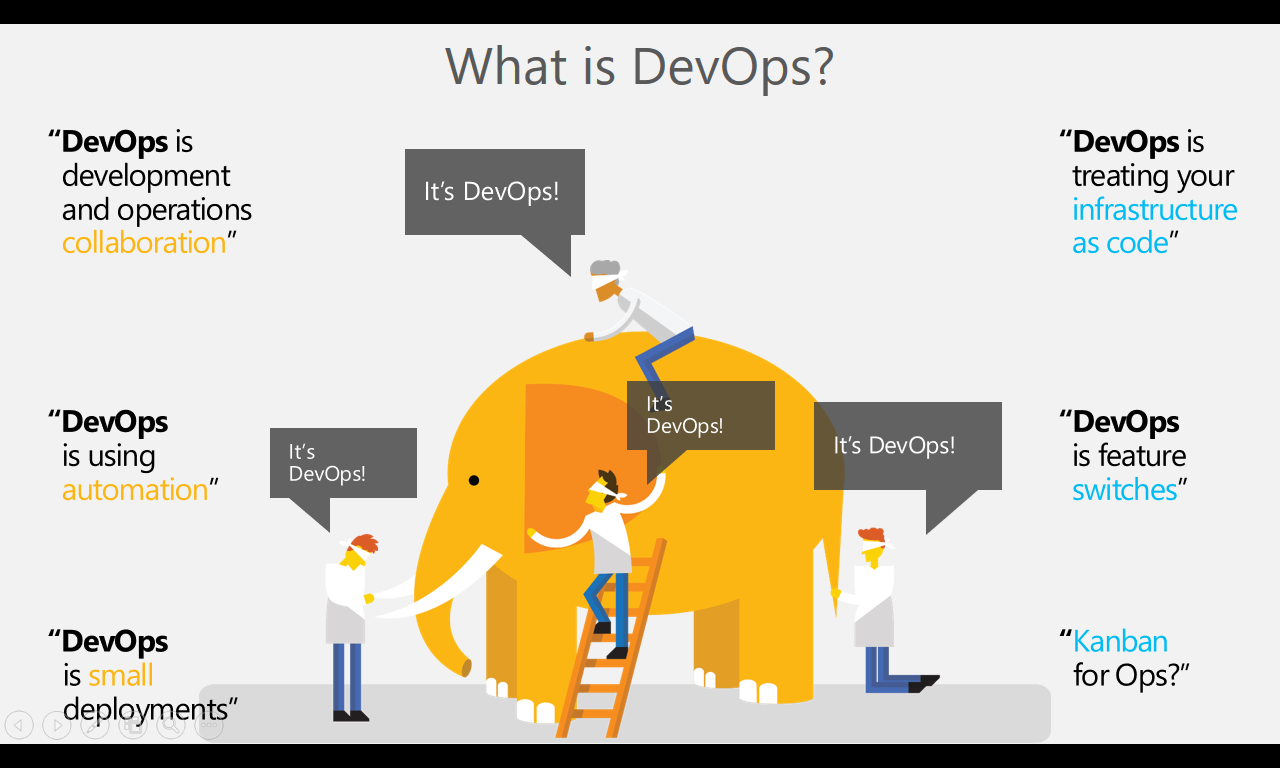 What is DevOps?
“DevOps is
development
and operations
collaboration”
It’s DevOps!
“DevOps is
treating your
infrastructure
as code”
“DevOps
is using
automation”
It’s
DevOps!
It’s
DevOps!
It’s DevOps!
“DevOps
is feature
switches”
“DevOps
is small
deployments”
“Kanban
for Ops?”